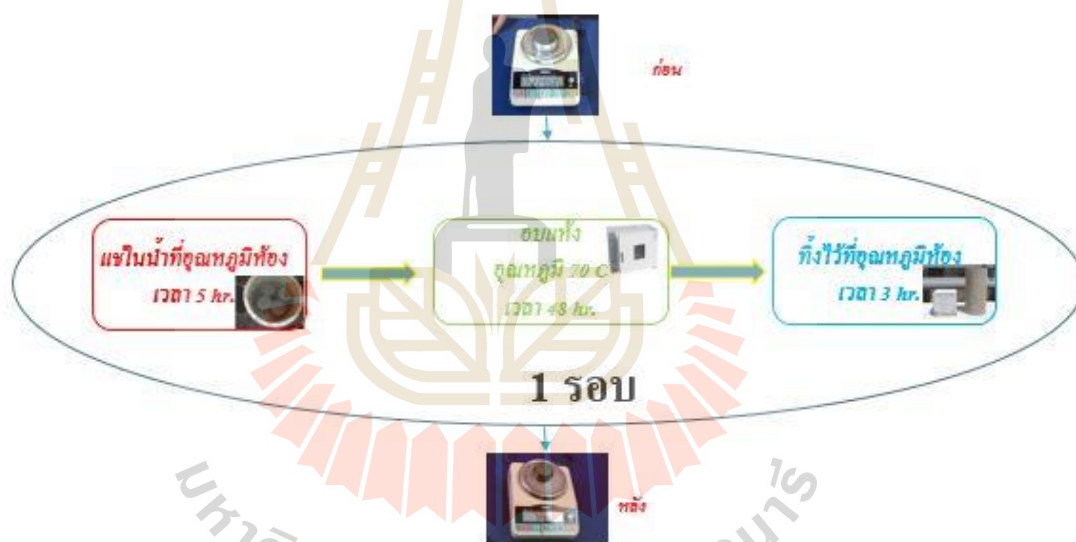 ก่อน
แช่ในน้ำที่อุณหภูมิห้อง
เวลา 5 hr.
อบแห้ง
อุณหภูมิ 70 C
เวลา 48 hr.
ทิ้งไว้ที่อุณหภูมิห้อง
เวลา 3 hr.
1 รอบ
หลัง